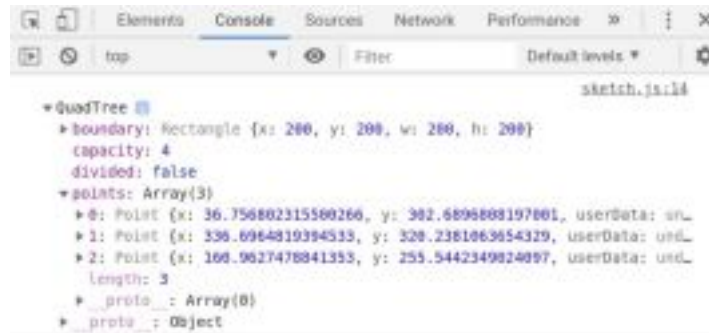 Elements Console Sources Network Performance »
top Filter Default levels ▼
sketch.js:14
▼QuadTree
▶boundary: Rectangle {x: 200, y: 200, w: 200, h: 200}
capacity: 4
divided: false
▼points: Array(3)
▶0: Point {x: 36.756802315500266, y: 302.6896808197001, userData: un…
▶1: Point {x: 336.6964819394533, y: 320.2381063654329, userData: und…
▶2: Point {x: 160.9627478841353, y: 255.5442349024097, userData: und…
length: 3
▶__proto__: Array(0)
▶__proto__: Object